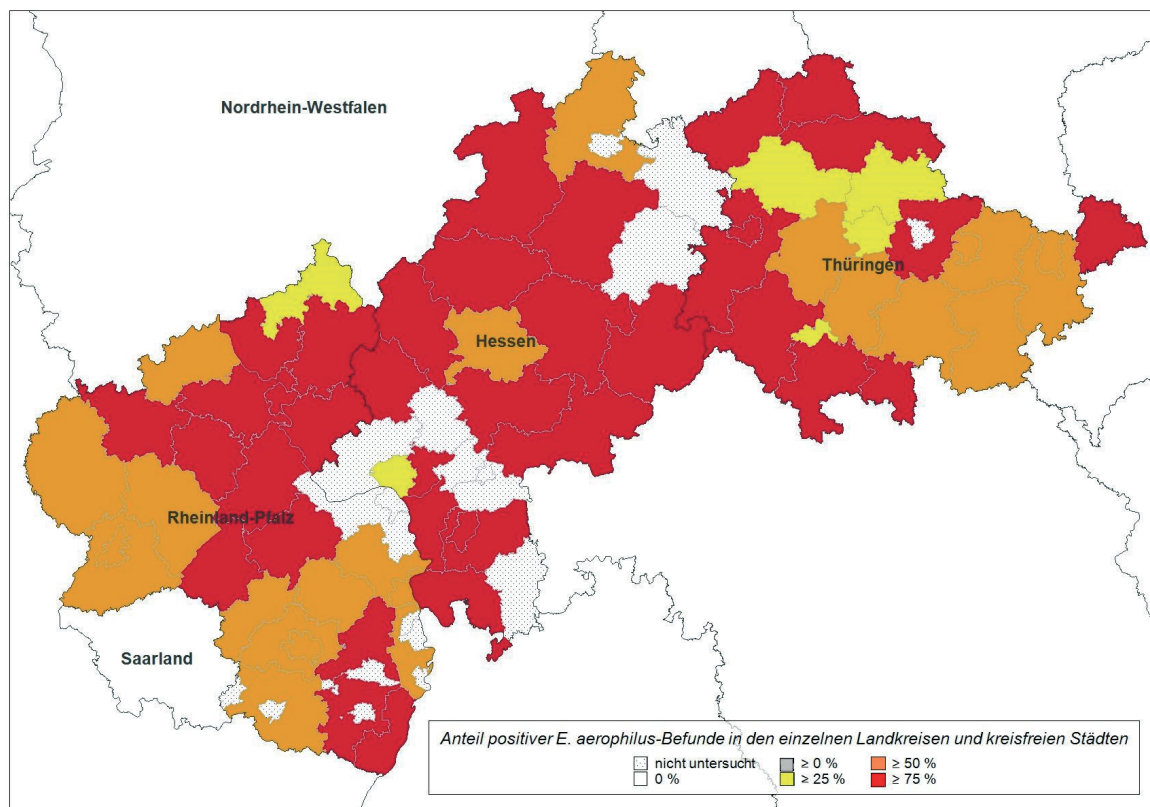 Nordrhein-Westfalen
Thüringen
Hessen
Rheinland-Pfalz
Saarland
Anteil positiver E. aerophilus-Befunde in den einzelnen Landkreisen und kreisfreien Städten
nicht untersucht ≥ 0 % ≥ 50 %
0 % ≥ 25 % ≥ 75 %